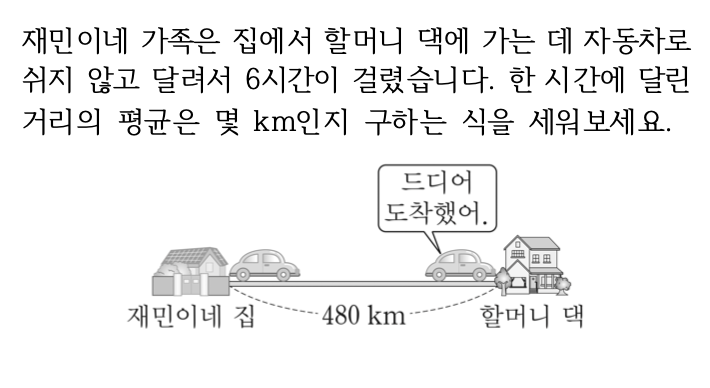 재민이네 가족은 집에서 할머니 댁에 가는 데 자동차로
쉬지 않고 달려서 6시간이 걸렸습니다. 한 시간에 달린
거리의 평균은 몇 km인지 구하는 식을 세워보세요.
드디어
도착했어.
재민이네 집
480 km
할머니 댁